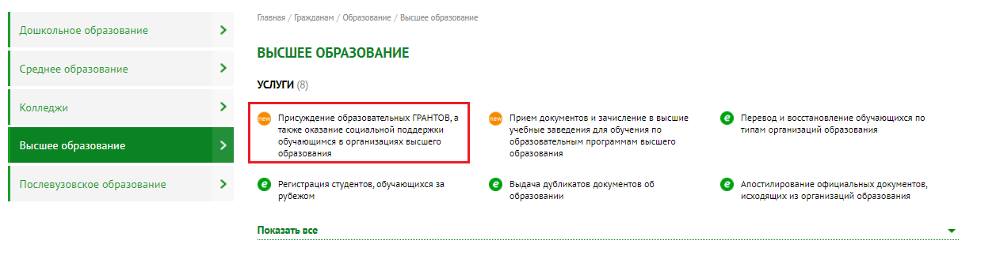 Главная / Гражданам / Образование / Высшее образование
Дошкольное образование
Среднее образование
Колледжи
Высшее образование
Послевузовское образование
ВЫСШЕЕ ОБРАЗОВАНИЕ
УСЛУГИ (8)
new
Присуждение образовательных ГРАНТОВ, а
также оказание социальной поддержки
обучающимся в организациях высшего
образования
new
Прием документов и зачисление в высшие
учебные заведения для обучения по
образовательным программам высшего
образования
e
Перевод и восстановление обучающихся по
типам организаций образования
e
Регистрация студентов, обучающихся за
рубежом
e
Выдача дубликатов документов об
образовании
e
Апостилирование официальных документов,
исходящих из организаций образования
Показать все